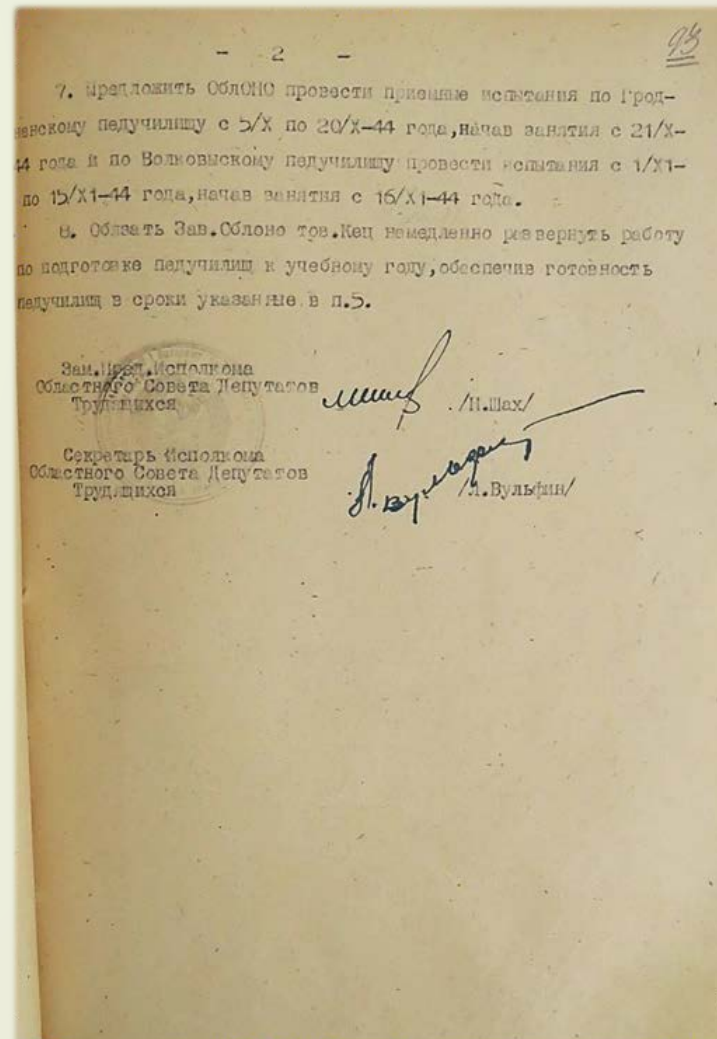 93
- 2 -
7. Предложить ОблОНО провести приемные испытания по Грод-
ненскому педучилищу с 5/X по 20/X-44 года,начав занятия с 21/X-
44 года и по Волковыскому педучилищу провести испытания с 1/X1-
по 15/X1-44 года,начав занятия с 16/X1-44 года.
8. Обязать Зав.Облоно тов.Кец немедленно развернуть работу
по подготовке педучилищ к учебному году,обеспечив готовность
педучилищ в сроки указанные в п.5.
Зам.Пред.Исполкома
Областного Совета Депутатов
Трудящихся
/И.Шах/
Секретарь Исполкома
Областного Совета Депутатов
Трудящихся
/Л.Вульфин/